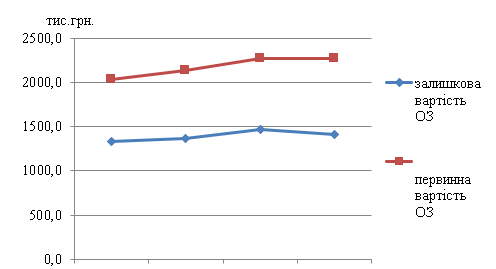 тис.грн.
2500,0
2000,0
1500,0
1000,0
500,0
0,0
залишкова
вартість
ОЗ
первинна
вартість
ОЗ